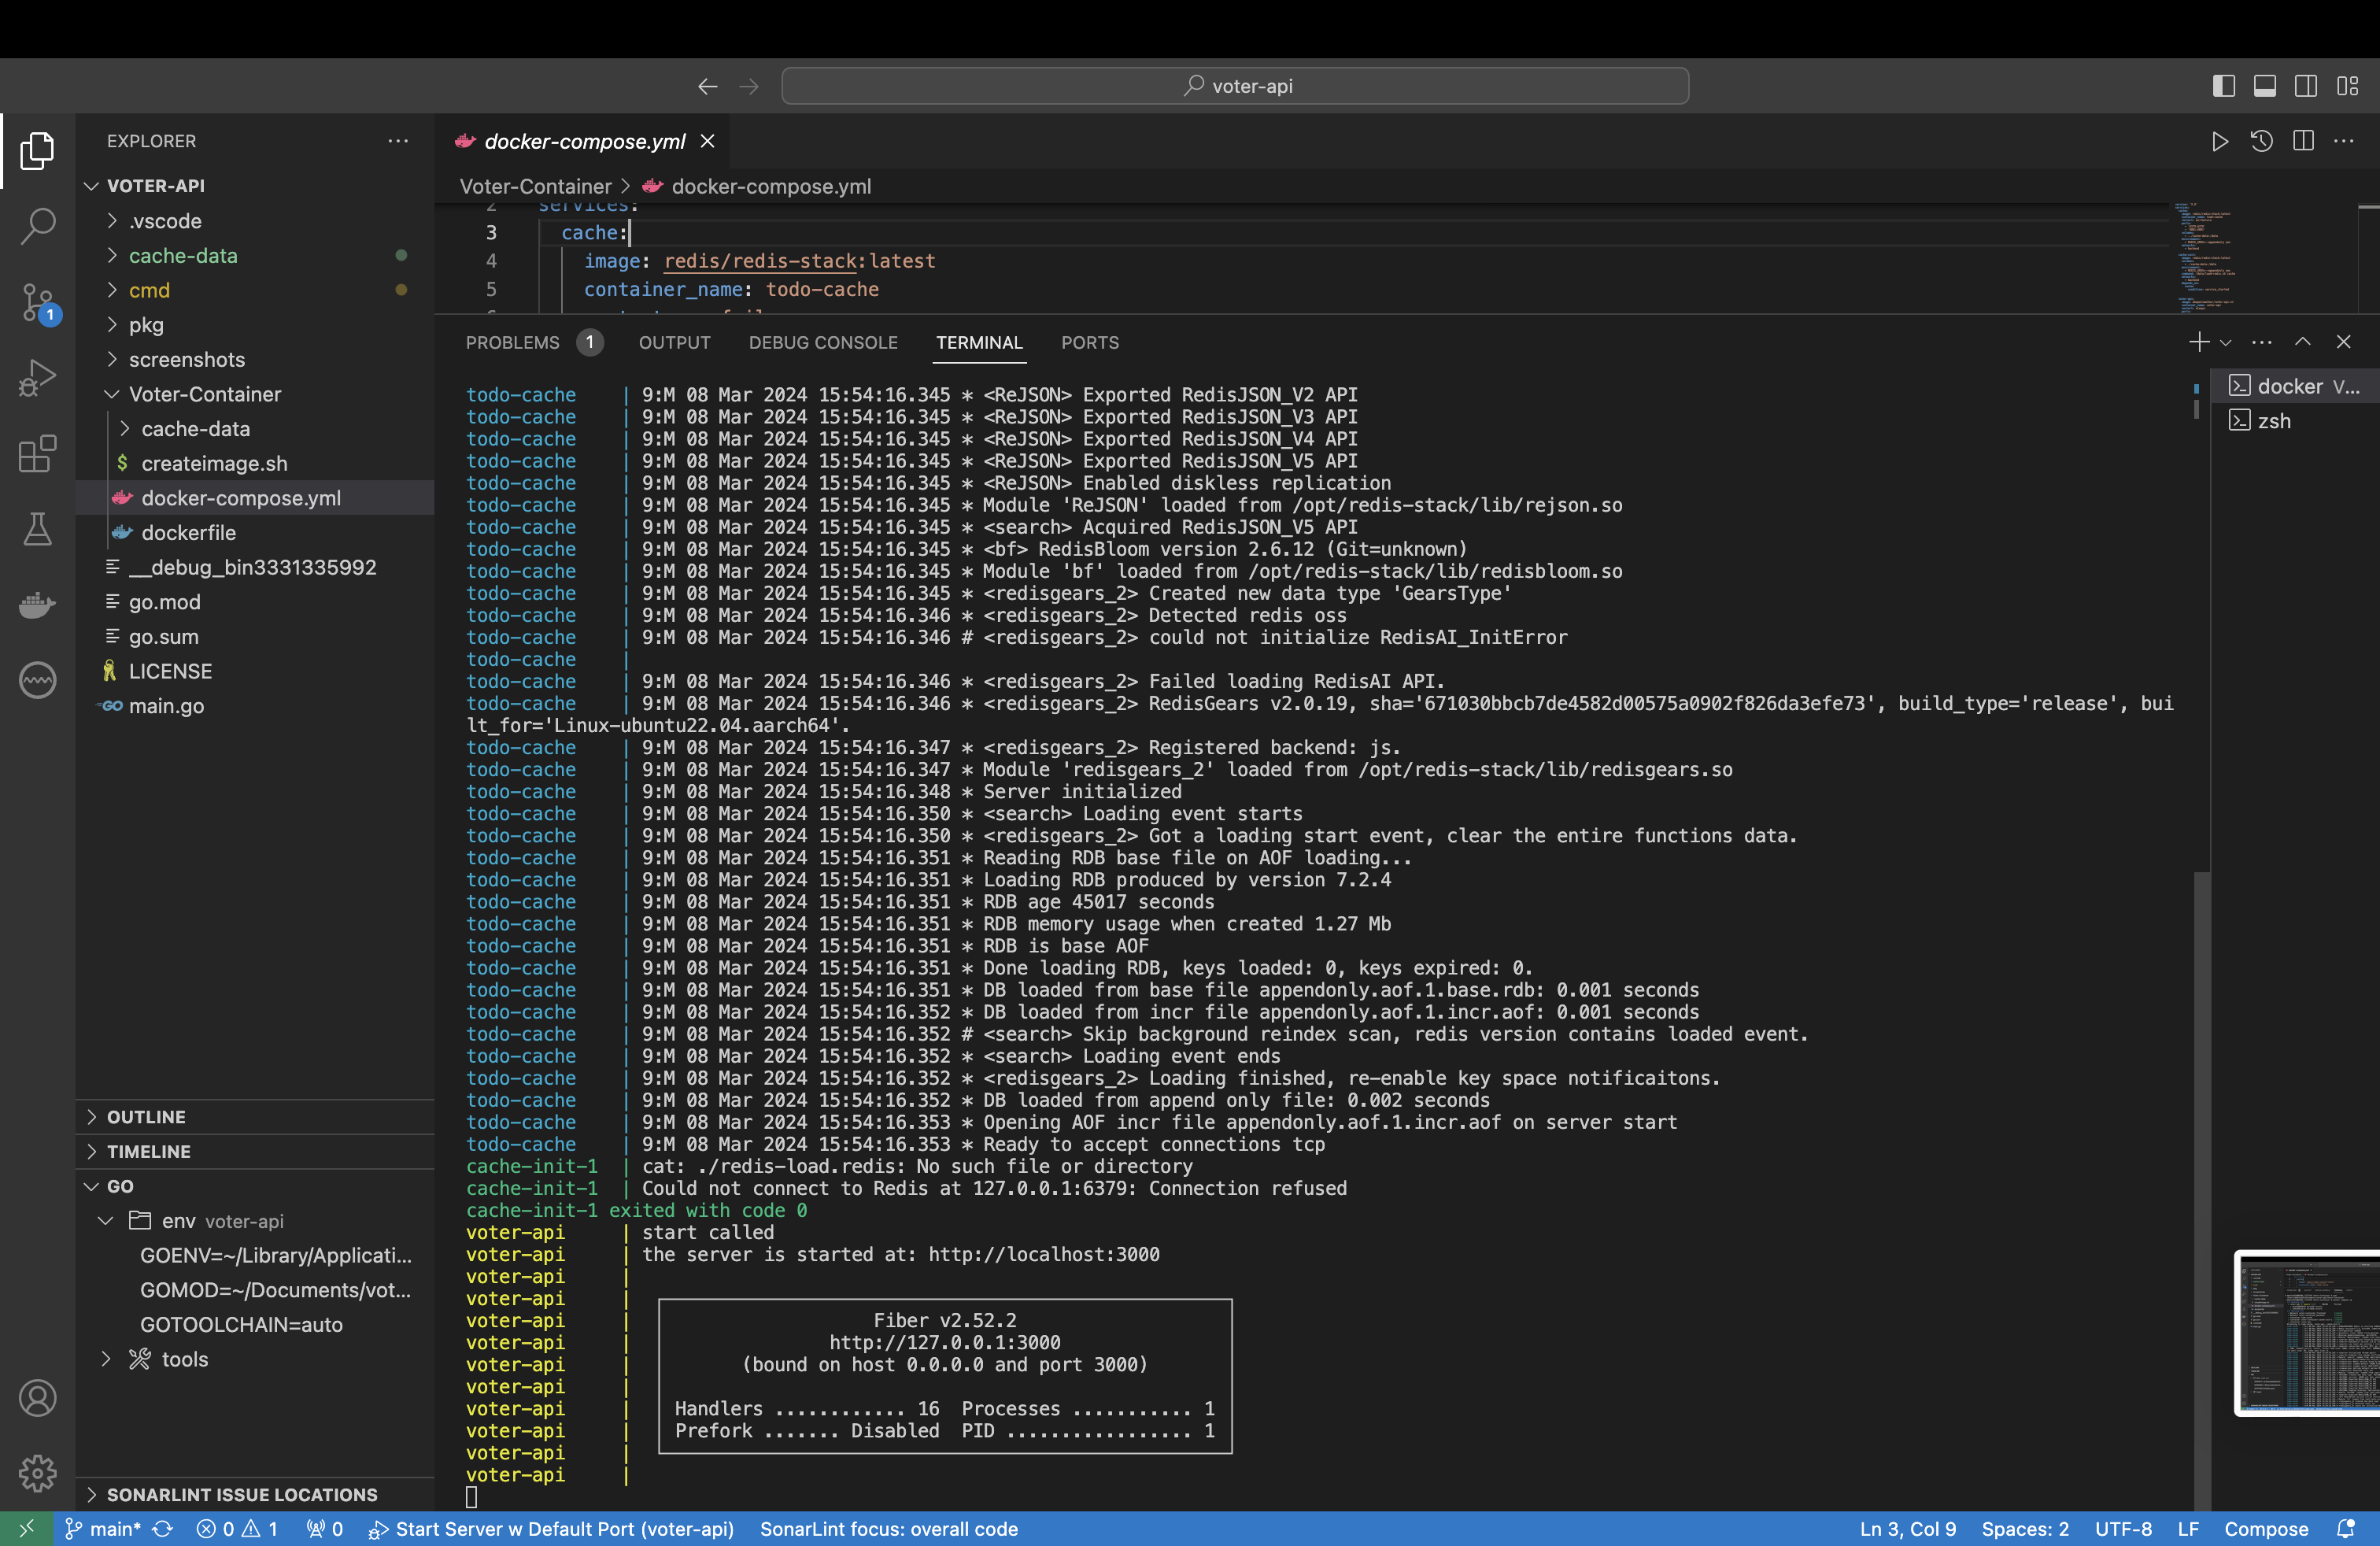 voter-api
EXPLORER
VOTER-API
.vscode
cache-data
cmd
pkg
screenshots
Voter-Container
cache-data
createimage.sh
docker-compose.yml
dockerfile
__debug_bin3331335992
go.mod
go.sum
LICENSE
main.go
OUTLINE
TIMELINE
GO
env voter-api
GOENV=~/Library/Applicati...
GOMOD=~/Documents/vot...
GOTOOLCHAIN=auto
tools
SONARLINT ISSUE LOCATIONS
docker-compose.yml
Voter-Container > docker-compose.yml
2 services:
3 cache:
4 image: redis/redis-stack:latest
5 container_name: todo-cache
PROBLEMS 1 OUTPUT DEBUG CONSOLE TERMINAL PORTS
docker V...
zsh
todo-cache | 9:M 08 Mar 2024 15:54:16.345 * <ReJSON> Exported RedisJSON_V2 API
todo-cache | 9:M 08 Mar 2024 15:54:16.345 * <ReJSON> Exported RedisJSON_V3 API
todo-cache | 9:M 08 Mar 2024 15:54:16.345 * <ReJSON> Exported RedisJSON_V4 API
todo-cache | 9:M 08 Mar 2024 15:54:16.345 * <ReJSON> Exported RedisJSON_V5 API
todo-cache | 9:M 08 Mar 2024 15:54:16.345 * <ReJSON> Enabled diskless replication
todo-cache | 9:M 08 Mar 2024 15:54:16.345 * Module 'ReJSON' loaded from /opt/redis-stack/lib/rejson.so
todo-cache | 9:M 08 Mar 2024 15:54:16.345 * <search> Acquired RedisJSON_V5 API
todo-cache | 9:M 08 Mar 2024 15:54:16.345 * <bf> RedisBloom version 2.6.12 (Git=unknown)
todo-cache | 9:M 08 Mar 2024 15:54:16.345 * Module 'bf' loaded from /opt/redis-stack/lib/redisbloom.so
todo-cache | 9:M 08 Mar 2024 15:54:16.345 * <redisgears_2> Created new data type 'GearsType'
todo-cache | 9:M 08 Mar 2024 15:54:16.346 * <redisgears_2> Detected redis oss
todo-cache | 9:M 08 Mar 2024 15:54:16.346 # <redisgears_2> could not initialize RedisAI_InitError
todo-cache |
todo-cache | 9:M 08 Mar 2024 15:54:16.346 * <redisgears_2> Failed loading RedisAI API.
todo-cache | 9:M 08 Mar 2024 15:54:16.346 * <redisgears_2> RedisGears v2.0.19, sha='671030bbcb7de4582d00575a0902f826da3efe73', build_type='release', bui
lt_for='Linux-ubuntu22.04.aarch64'.
todo-cache | 9:M 08 Mar 2024 15:54:16.347 * <redisgears_2> Registered backend: js.
todo-cache | 9:M 08 Mar 2024 15:54:16.347 * Module 'redisgears_2' loaded from /opt/redis-stack/lib/redisgears.so
todo-cache | 9:M 08 Mar 2024 15:54:16.348 * Server initialized
todo-cache | 9:M 08 Mar 2024 15:54:16.350 * <search> Loading event starts
todo-cache | 9:M 08 Mar 2024 15:54:16.350 * <redisgears_2> Got a loading start event, clear the entire functions data.
todo-cache | 9:M 08 Mar 2024 15:54:16.351 * Reading RDB base file on AOF loading...
todo-cache | 9:M 08 Mar 2024 15:54:16.351 * Loading RDB produced by version 7.2.4
todo-cache | 9:M 08 Mar 2024 15:54:16.351 * RDB age 45017 seconds
todo-cache | 9:M 08 Mar 2024 15:54:16.351 * RDB memory usage when created 1.27 Mb
todo-cache | 9:M 08 Mar 2024 15:54:16.351 * RDB is base AOF
todo-cache | 9:M 08 Mar 2024 15:54:16.351 * Done loading RDB, keys loaded: 0, keys expired: 0.
todo-cache | 9:M 08 Mar 2024 15:54:16.351 * DB loaded from base file appendonly.aof.1.base.rdb: 0.001 seconds
todo-cache | 9:M 08 Mar 2024 15:54:16.352 * DB loaded from incr file appendonly.aof.1.incr.aof: 0.001 seconds
todo-cache | 9:M 08 Mar 2024 15:54:16.352 # <search> Skip background reindex scan, redis version contains loaded event.
todo-cache | 9:M 08 Mar 2024 15:54:16.352 * <search> Loading event ends
todo-cache | 9:M 08 Mar 2024 15:54:16.352 * <redisgears_2> Loading finished, re-enable key space notificaitons.
todo-cache | 9:M 08 Mar 2024 15:54:16.352 * DB loaded from append only file: 0.002 seconds
todo-cache | 9:M 08 Mar 2024 15:54:16.353 * Opening AOF incr file appendonly.aof.1.incr.aof on server start
todo-cache | 9:M 08 Mar 2024 15:54:16.353 * Ready to accept connections tcp
cache-init-1 | cat: ./redis-load.redis: No such file or directory
cache-init-1 | Could not connect to Redis at 127.0.0.1:6379: Connection refused
cache-init-1 exited with code 0
voter-api | start called
voter-api | the server is started at: http://localhost:3000
voter-api |
voter-api |
voter-api | Fiber v2.52.2
voter-api | http://127.0.0.1:3000
voter-api | (bound on host 0.0.0.0 and port 3000)
voter-api |
voter-api | Handlers ............ 16 Processes ........... 1
voter-api | Prefork ....... Disabled PID ................. 1
voter-api |
voter-api |
main* 0 1 0 Start Server w Default Port (voter-api) SonarLint focus: overall code Ln 3, Col 9 Spaces: 2 UTF-8 LF Compose